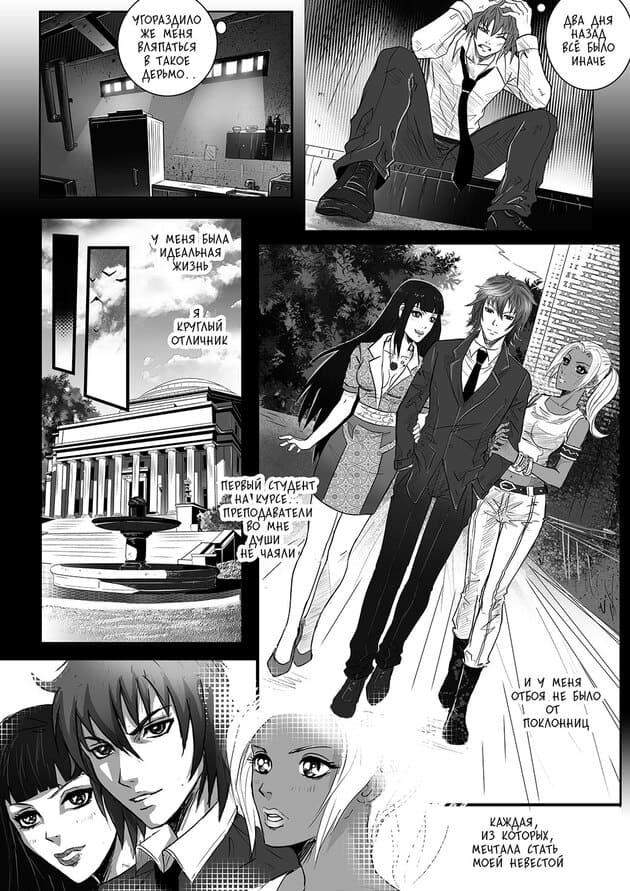 УГОРАЗДИЛО
ЖЕ МЕНЯ
ВЛЯПАТЬСЯ
В ТАКОЕ
ДЕРЬМО..
ДВА ДНЯ
НАЗАД
ВСЁ БЫЛО
ИНАЧЕ
У МЕНЯ БЫЛА
ИДЕАЛЬНАЯ
ЖИЗНЬ
Я
КРУГЛЫЙ
ОТЛИЧНИК
ПЕРВЫЙ СТУДЕНТ
НА КУРСЕ..
ПРЕПОДАВАТЕЛИ
ВО МНЕ
ДУШИ
НЕ ЧАЯЛИ
И У МЕНЯ
ОТБОЯ НЕ БЫЛО
ОТ
ПОКЛОННИЦ
КАЖДАЯ,
ИЗ КОТОРЫХ,
МЕЧТАЛА СТАТЬ
МОЕЙ НЕВЕСТОЙ